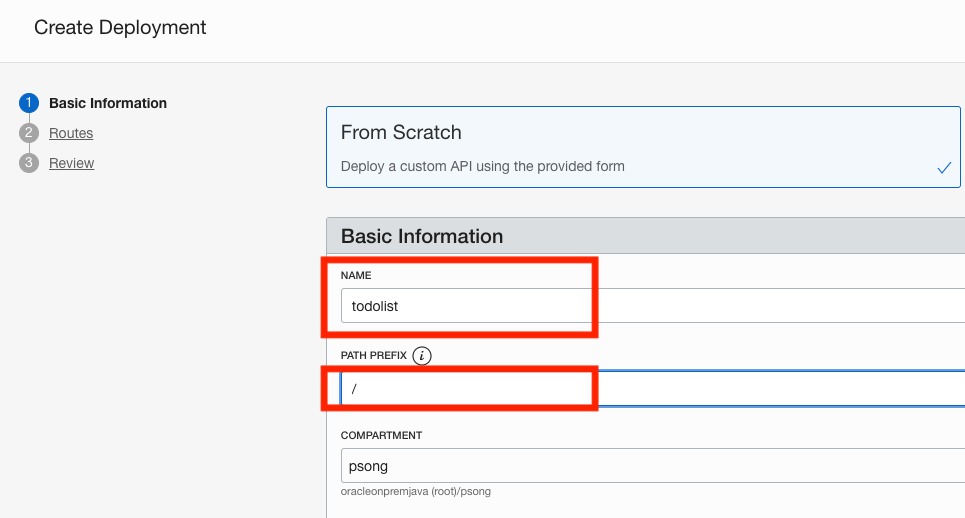 Create Deployment
1 Basic Information
2 Routes
3 Review
From Scratch
Deploy a custom API using the provided form
Basic Information
NAME
todolist
PATH PREFIX i
/
COMPARTMENT
psong
oracleonpremjava (root)/psong